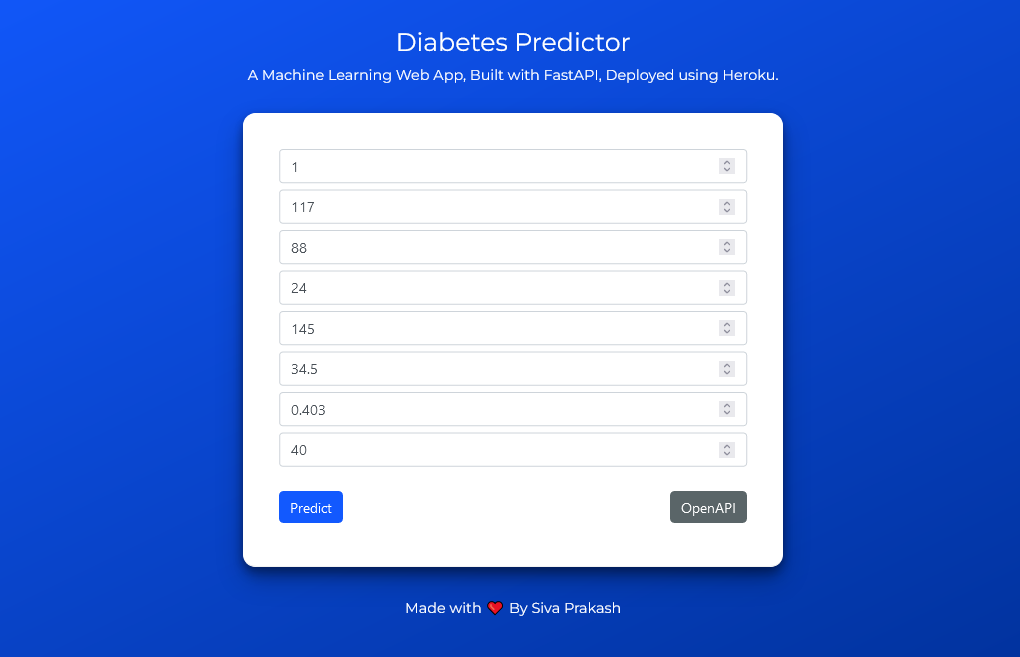 Diabetes Predictor
A Machine Learning Web App, Built with FastAPI, Deployed using Heroku.
1
117
88
24
145
34.5
0.403
40
Predict
OpenAPI
Made with ❤ By Siva Prakash